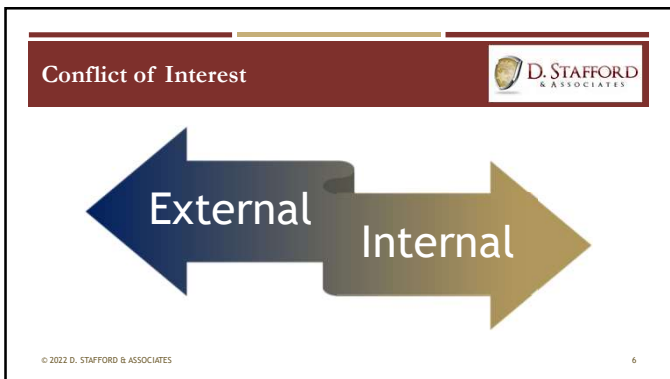 Conflict of Interest
D. STAFFORD
& ASSOCIATES
External
Internal
© 2022 D. STAFFORD & ASSOCIATES
6